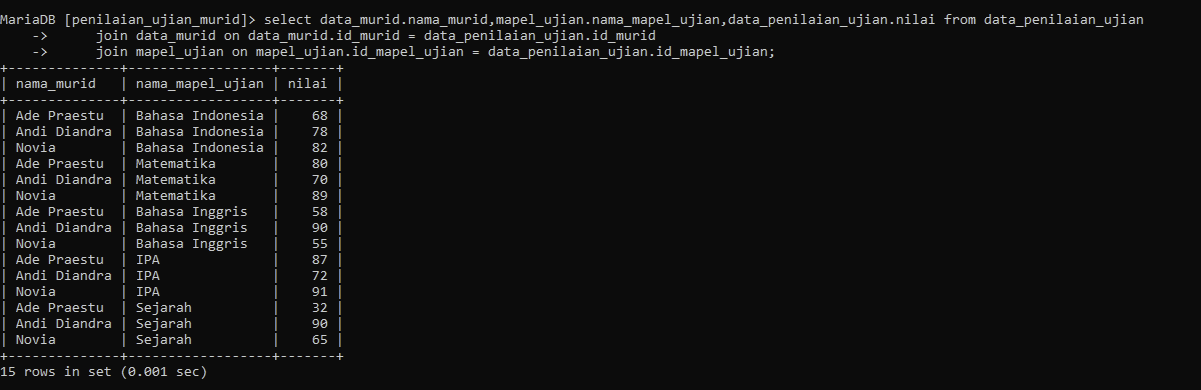 MariaDB [penilaian_ujian_murid]> select data_murid.nama_murid,mapel_ujian.nama_mapel_ujian,data_penilaian_ujian.nilai from data_penilaian_ujian
    ->      join data_murid on data_murid.id_murid = data_penilaian_ujian.id_murid
    ->      join mapel_ujian on mapel_ujian.id_mapel_ujian = data_penilaian_ujian.id_mapel_ujian;
+--------------+------------------+-------+
| nama_murid   | nama_mapel_ujian | nilai |
+--------------+------------------+-------+
| Ade Praestu  | Bahasa Indonesia |    68 |
| Andi Diandra | Bahasa Indonesia |    78 |
| Novia        | Bahasa Indonesia |    82 |
| Ade Praestu  | Matematika       |    80 |
| Andi Diandra | Matematika       |    70 |
| Novia        | Matematika       |    89 |
| Ade Praestu  | Bahasa Inggris   |    58 |
| Andi Diandra | Bahasa Inggris   |    90 |
| Novia        | Bahasa Inggris   |    55 |
| Ade Praestu  | IPA              |    87 |
| Andi Diandra | IPA              |    72 |
| Novia        | IPA              |    91 |
| Ade Praestu  | Sejarah          |    32 |
| Andi Diandra | Sejarah          |    90 |
| Novia        | Sejarah          |    65 |
+--------------+------------------+-------+
15 rows in set (0.001 sec)